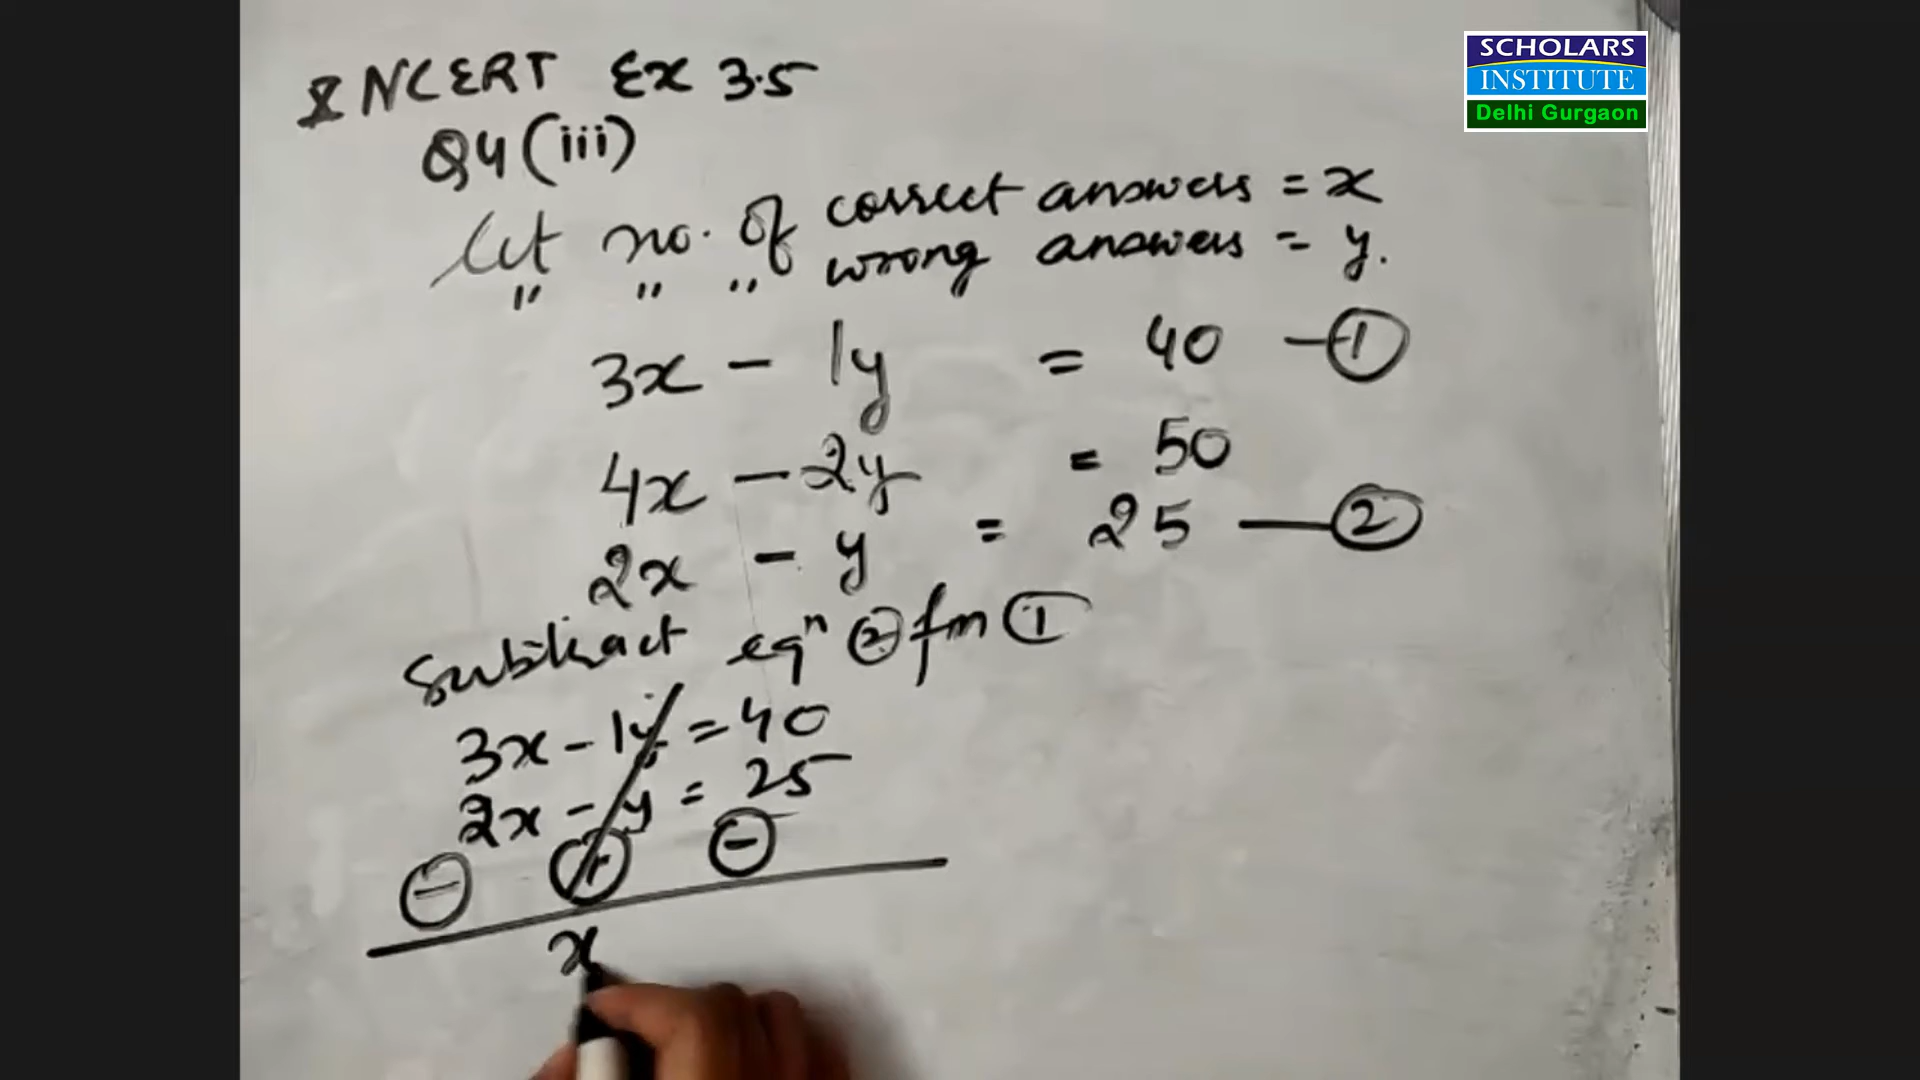 SCHOLARS
INSTITUTE
Delhi Gurgaon
X NCERT Ex 3.5
Q4 (iii)
Let no. of correct answers = x
" " " wrong answers = y.
3x - 1y = 40 - ①
4x - 2y = 50
2x - y = 25 - ②
Subtract eqⁿ ② fm ①
3x - 1y = 40
2x - y = 25
⊖ ⊕ ⊖
x